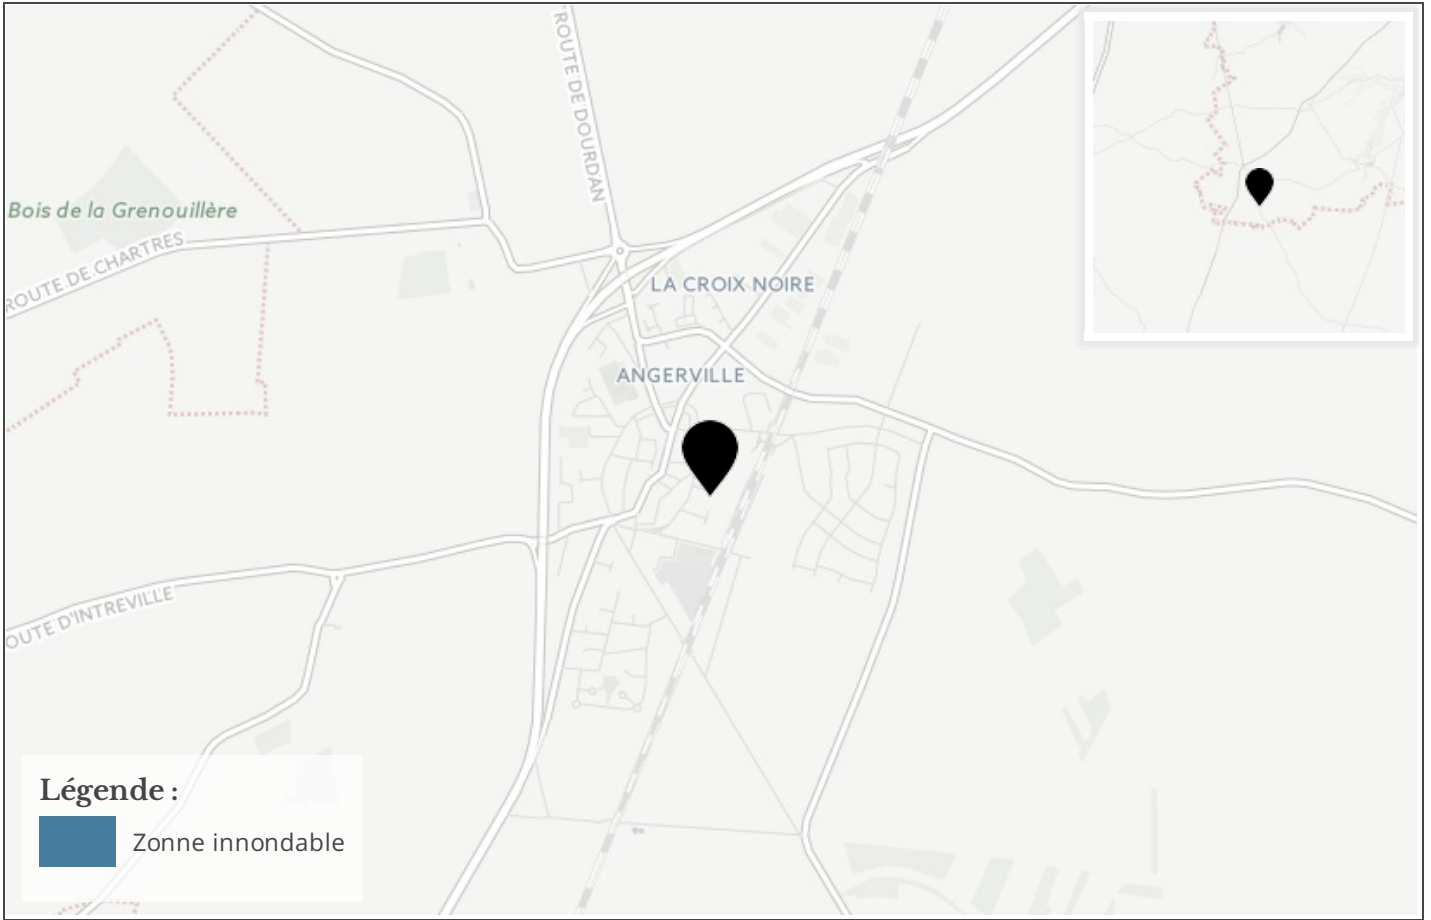 ROUTE DE DOURDAN
Bois de la Grenouillère
ROUTE DE CHARTRES
LA CROIX NOIRE
ANGERVILLE
OUTE D'INTREVILLE
Légende :
Zonne innondable